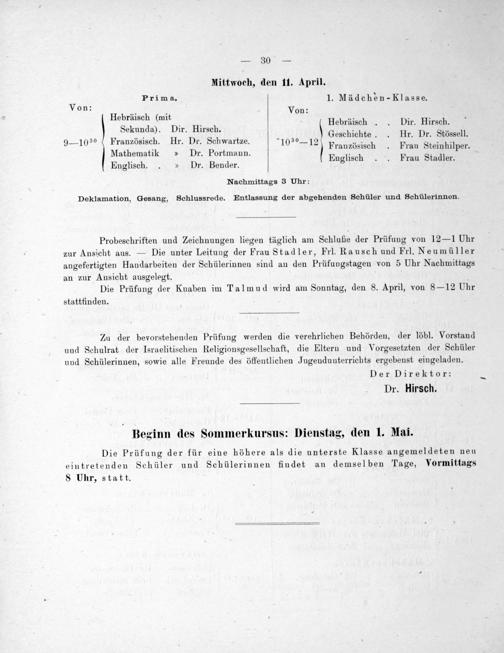 — 30 —
Mittwoch, den 11. April.
Prima.
Von:
9—10³⁰
Hebräisch (mit
Sekunda). Dir. Hirsch.
Französisch. Hr. Dr. Schwartze.
Mathematik » Dr. Portmann.
Englisch. . » Dr. Bender.
1. Mädchen-Klasse.
Von:
10³⁰—12
Hebräisch . . Dir. Hirsch.
Geschichte . . Hr. Dr. Stössell.
Französisch . Frau Steinhilper.
Englisch . . Frau Stadler.
Nachmittags 3 Uhr:
Deklamation, Gesang, Schlussrede. Entlassung der abgehenden Schüler und Schülerinnen.
Probeschriften und Zeichnungen liegen täglich am Schluße der Prüfung von 12—1 Uhr
zur Ansicht aus. — Die unter Leitung der Frau Stadler, Frl. Rausch und Frl. Neumüller
angefertigten Handarbeiten der Schülerinnen sind an den Prüfungstagen von 5 Uhr Nachmittags
an zur Ansicht ausgelegt.
Die Prüfung der Knaben im Talmud wird am Sonntag, den 8. April, von 8—12 Uhr
stattfinden.
Zu der bevorstehenden Prüfung werden die verehrlichen Behörden, der löbl. Vorstand
und Schulrat der Israelitischen Religionsgesellschaft, die Eltern und Vorgesetzten der Schüler
und Schülerinnen, sowie alle Freunde des öffentlichen Jugendunterrichts ergebenst eingeladen.
Der Direktor:
Dr. Hirsch.
Beginn des Sommerkursus: Dienstag, den 1. Mai.
Die Prüfung der für eine höhere als die unterste Klasse angemeldeten neu
eintretenden Schüler und Schülerinnen findet an demselben Tage, Vormittags
8 Uhr, statt.